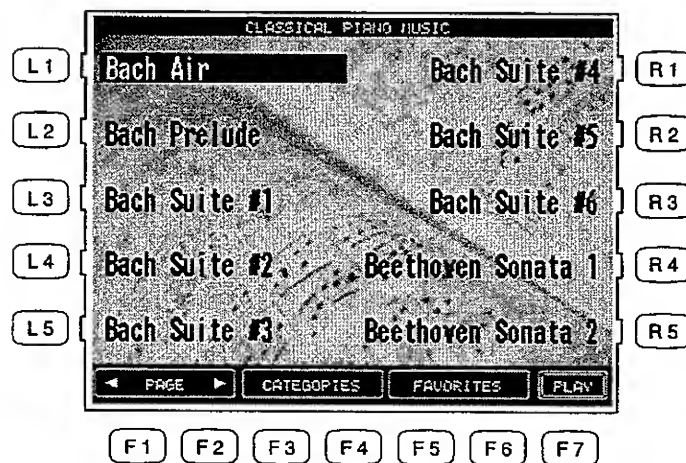 CLASSICAL PIANO MUSIC
L1 Bach Air Bach Suite #4 R1
L2 Bach Prelude Bach Suite #5 R2
L3 Bach Suite #1 Bach Suite #6 R3
L4 Bach Suite #2 Beethoven Sonata 1 R4
L5 Bach Suite #3 Beethoven Sonata 2 R5
◄ PAGE ► CATEGORIES FAVORITES PLAY
F1 F2 F3 F4 F5 F6 F7